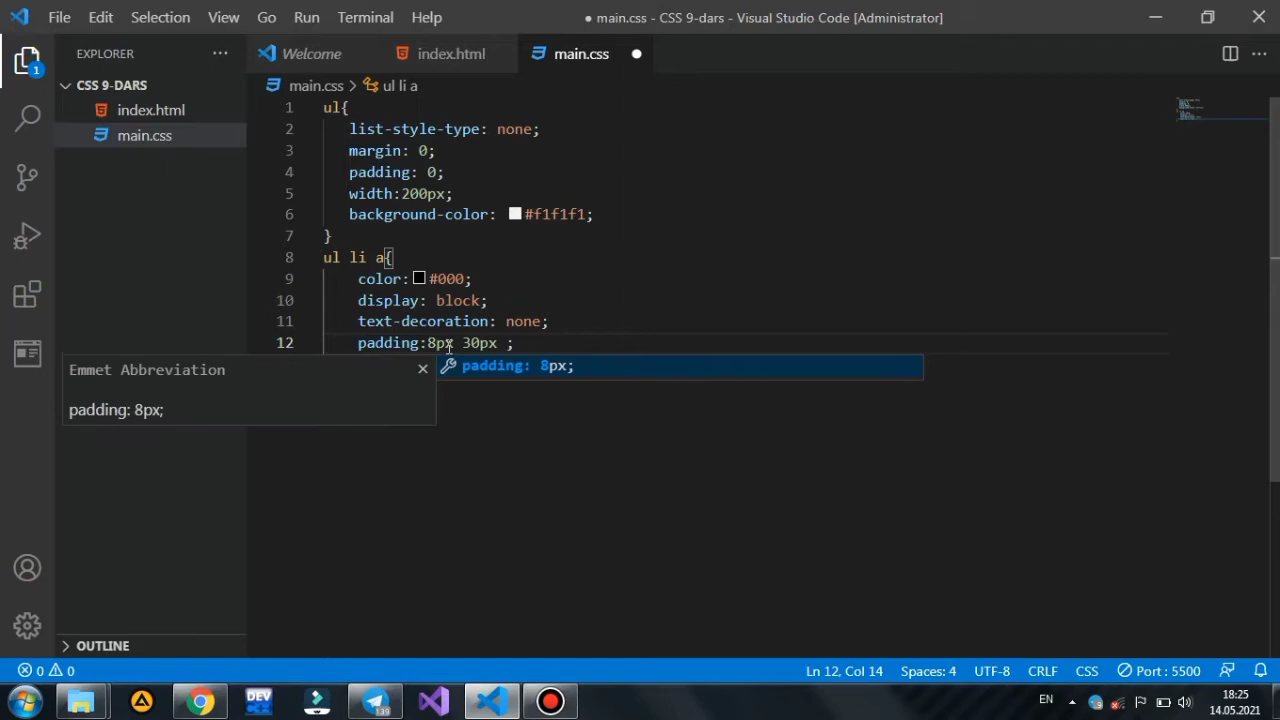 File Edit Selection View Go Run Terminal Help
● main.css - CSS 9-dars - Visual Studio Code [Administrator]
EXPLORER
Welcome
index.html
main.css
CSS 9-DARS
main.css > ul li a
index.html
main.css
1 ul{
2 list-style-type: none;
3 margin: 0;
4 padding: 0;
5 width:200px;
6 background-color: #f1f1f1;
7 }
8 ul li a{
9 color: #000;
10 display: block;
11 text-decoration: none;
12 padding:8px 30px ;
padding: 8px;
Emmet Abbreviation
padding: 8px;
1
OUTLINE
0 0
Ln 12, Col 14 Spaces: 4 UTF-8 CRLF CSS Port : 5500
DEV
139
EN
18:25
14.05.2021